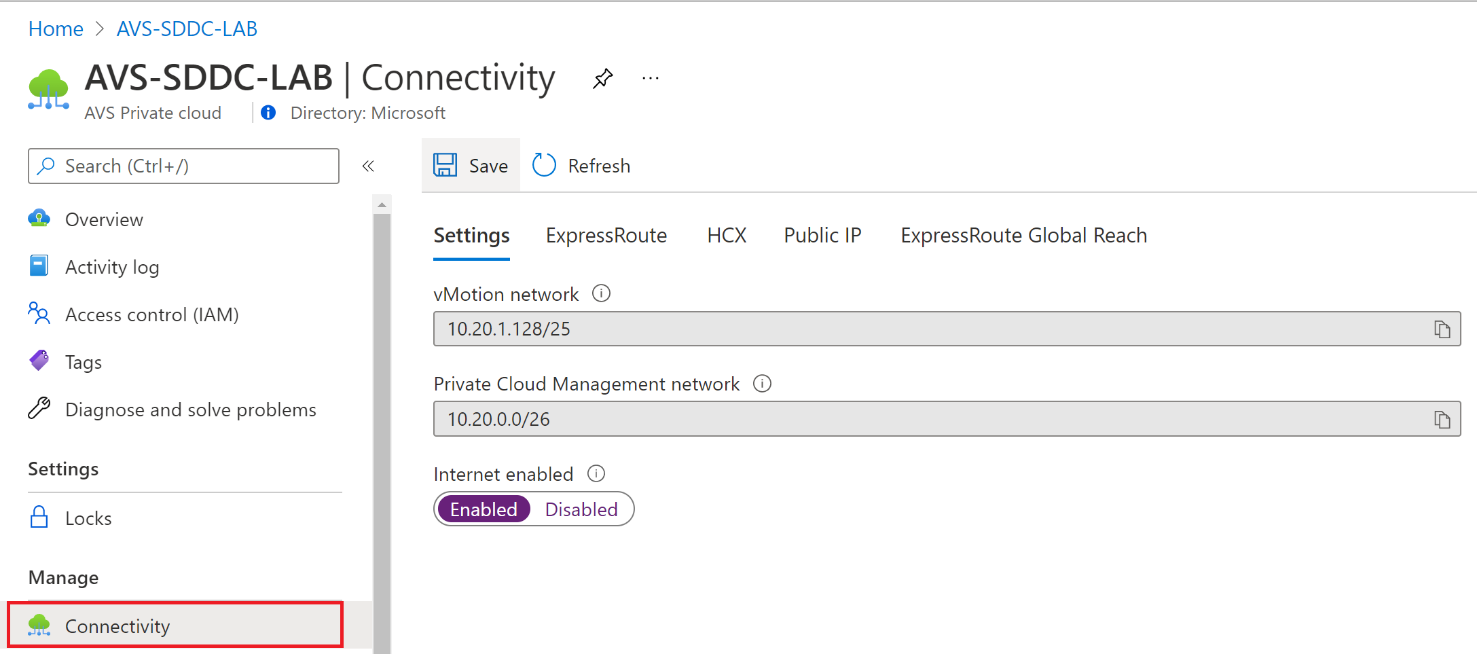 Home > AVS-SDDC-LAB
AVS-SDDC-LAB | Connectivity ...
AVS Private cloud
Directory: Microsoft
Search (Ctrl+/)
«
Overview
Activity log
Access control (IAM)
Tags
Diagnose and solve problems
Settings
Locks
Manage
Connectivity
Save Refresh
Settings ExpressRoute HCX Public IP ExpressRoute Global Reach
vMotion network
10.20.1.128/25
Private Cloud Management network
10.20.0.0/26
Internet enabled
Enabled Disabled